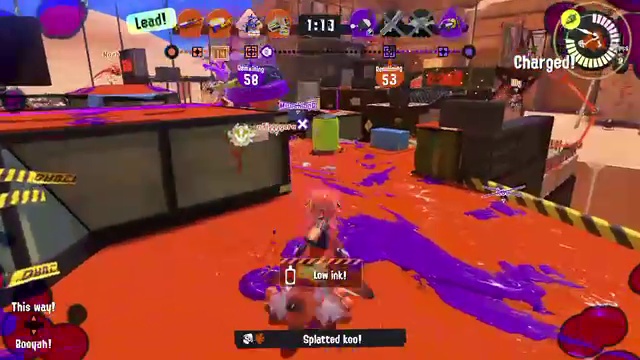 Lead!
1:13
Remaining
58
Remaining
53
Charged!
Low ink!
This way!
Booyah!
Splatted koo!